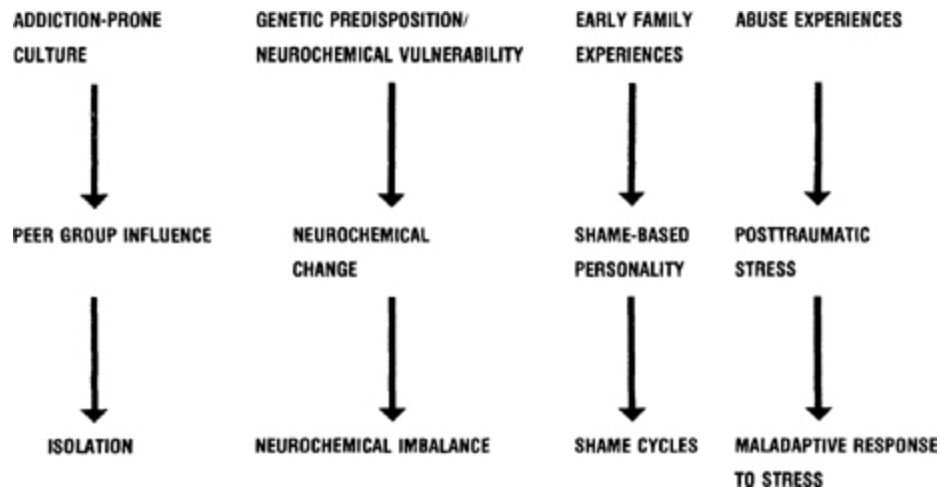 ADDICTION-PRONE
CULTURE
GENETIC PREDISPOSITION/
NEUROCHEMICAL VULNERABILITY
EARLY FAMILY
EXPERIENCES
ABUSE EXPERIENCES
PEER GROUP INFLUENCE
NEUROCHEMICAL
CHANGE
SHAME-BASED
PERSONALITY
POSTTRAUMATIC
STRESS
ISOLATION
NEUROCHEMICAL IMBALANCE
SHAME CYCLES
MALADAPTIVE RESPONSE
TO STRESS